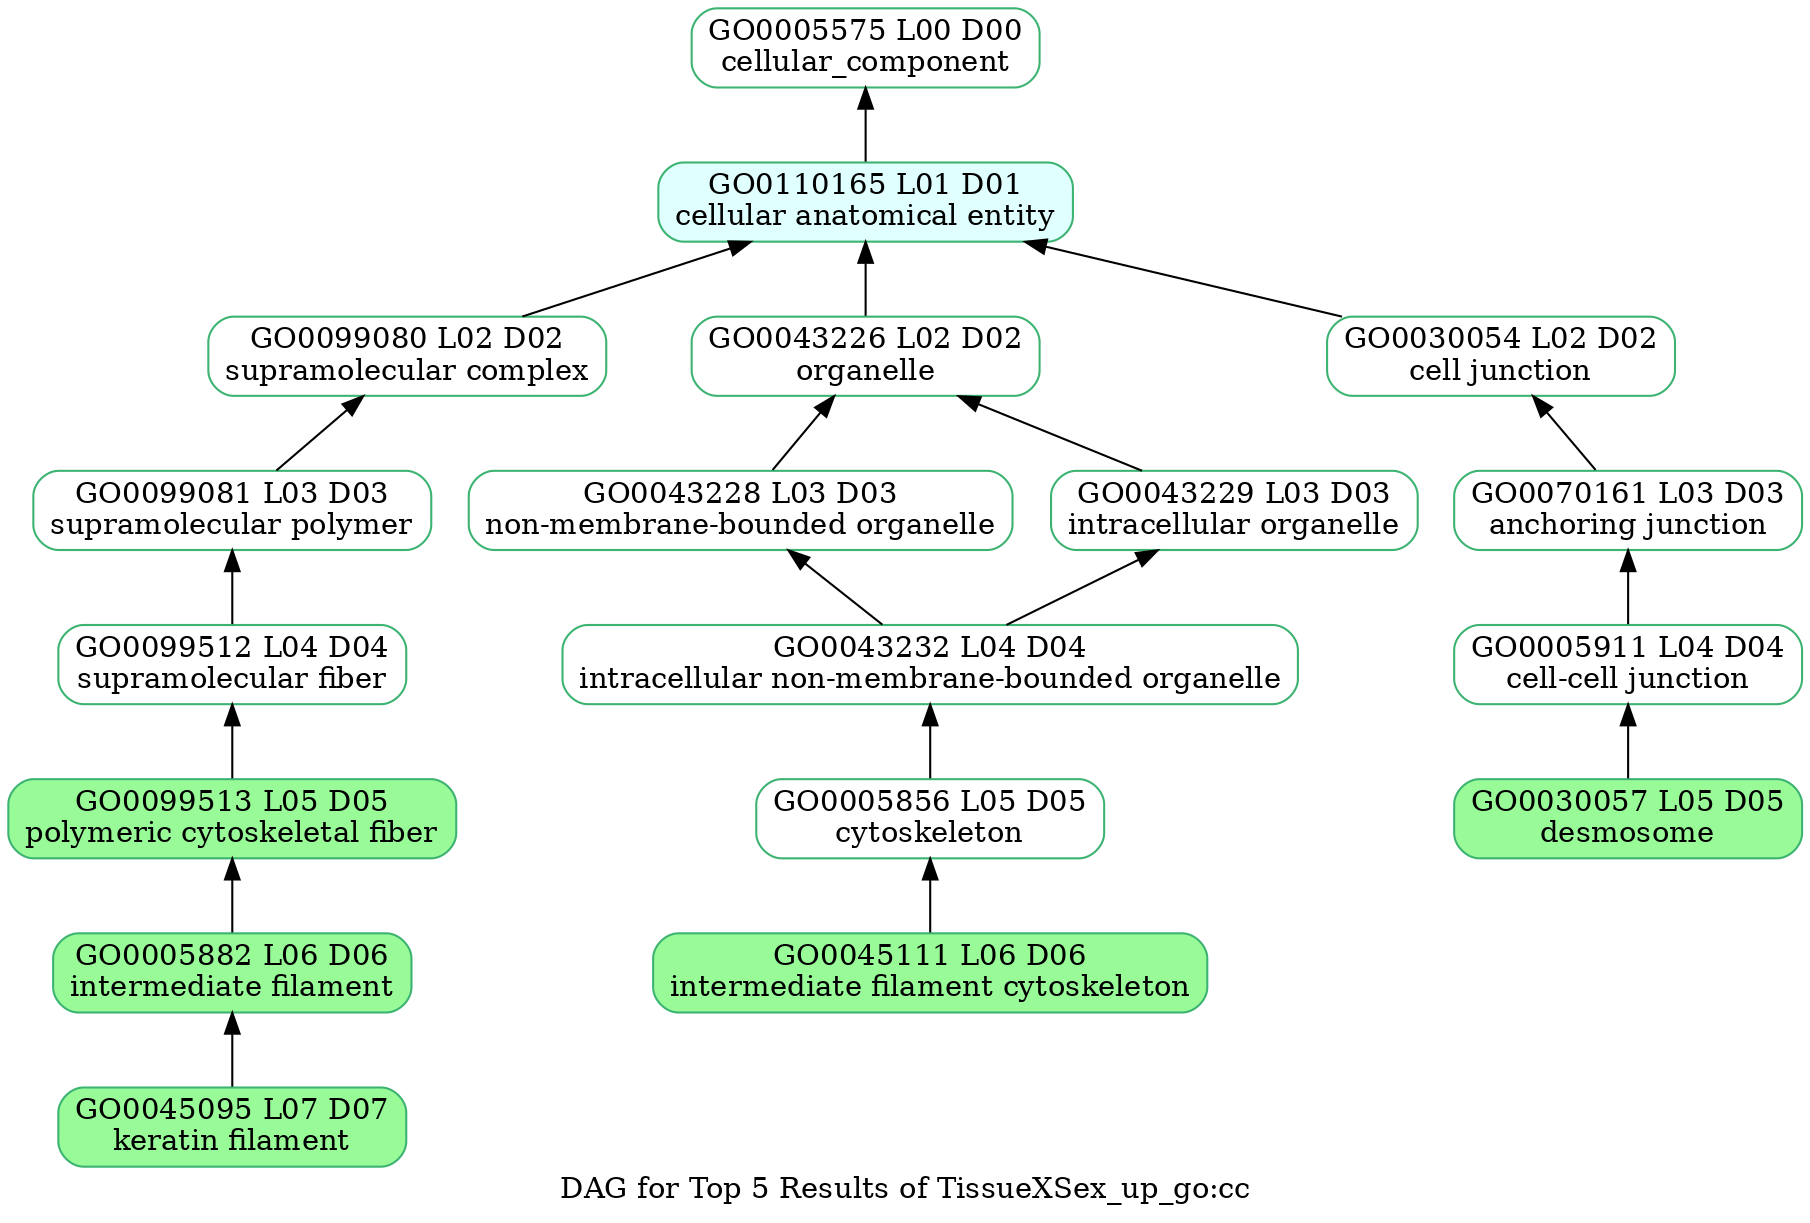 GO0005575 L00 D00
cellular_component
GO0110165 L01 D01
cellular anatomical entity
GO0099080 L02 D02
supramolecular complex
GO0043226 L02 D02
organelle
GO0030054 L02 D02
cell junction
GO0099081 L03 D03
supramolecular polymer
GO0043228 L03 D03
non-membrane-bounded organelle
GO0043229 L03 D03
intracellular organelle
GO0070161 L03 D03
anchoring junction
GO0099512 L04 D04
supramolecular fiber
GO0043232 L04 D04
intracellular non-membrane-bounded organelle
GO0005911 L04 D04
cell-cell junction
GO0099513 L05 D05
polymeric cytoskeletal fiber
GO0005856 L05 D05
cytoskeleton
GO0030057 L05 D05
desmosome
GO0005882 L06 D06
intermediate filament
GO0045111 L06 D06
intermediate filament cytoskeleton
GO0045095 L07 D07
keratin filament
DAG for Top 5 Results of TissueXSex_up_go:cc